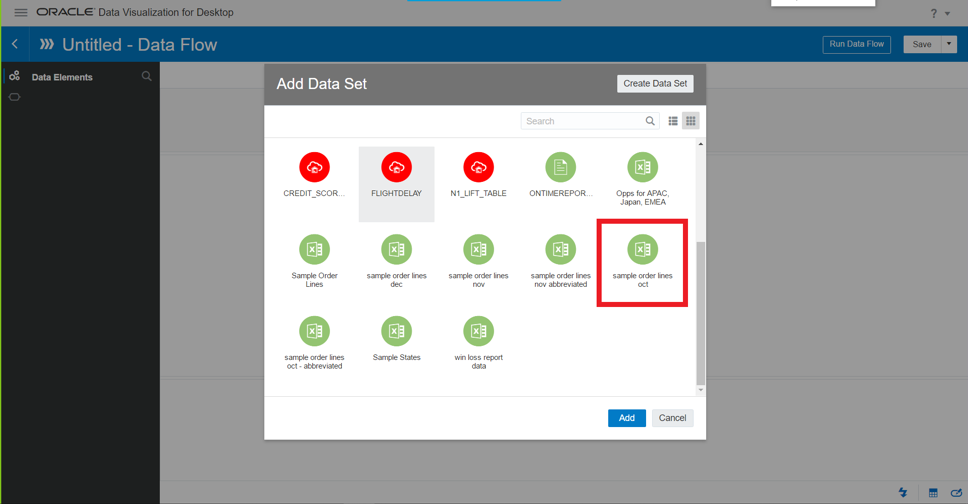 ORACLE Data Visualization for Desktop
?
Untitled - Data Flow
Run Data Flow
Save
Data Elements
Add Data Set
Create Data Set
Search
CREDIT_SCOR...
FLIGHTDELAY
N1_LIFT_TABLE
ONTIMEREPOR...
Opps for APAC,
Japan, EMEA
Sample Order
Lines
sample order lines
dec
sample order lines
nov
sample order lines
nov abbreviated
sample order lines
oct
sample order lines
oct - abbreviated
Sample States
win loss report
data
Add
Cancel